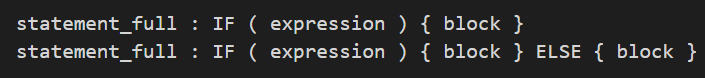 statement_full : IF ( expression ) { block }
statement_full : IF ( expression ) { block } ELSE { block }